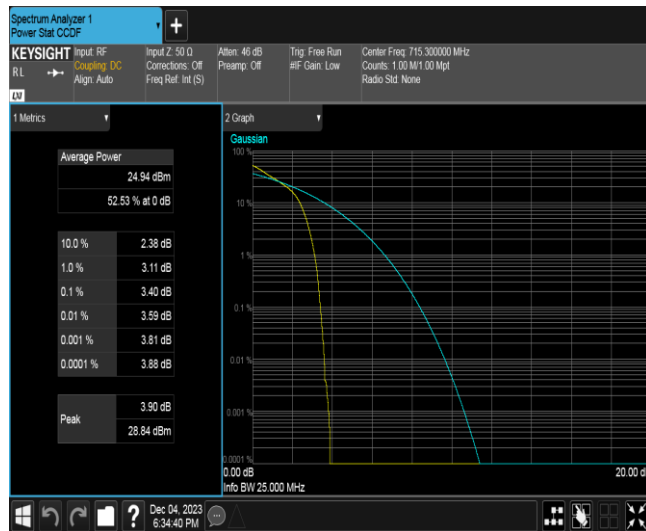 Spectrum Analyzer 1
Power Stat CCDF
+
KEYSIGHT
RL
LXI
Input: RF
Coupling: DC
Align: Auto
Input Z: 50 Ω
Corrections: Off
Freq Ref: Int (S)
Atten: 46 dB
Preamp: Off
Trig: Free Run
#IF Gain: Low
Center Freq: 715.300000 MHz
Counts: 1.00 M/1.00 Mpt
Radio Std: None
1 Metrics
Average Power
24.94 dBm
52.53 % at 0 dB
10.0 % 2.38 dB
1.0 % 3.11 dB
0.1 % 3.40 dB
0.01 % 3.59 dB
0.001 % 3.81 dB
0.0001 % 3.88 dB
Peak
3.90 dB
28.84 dBm
2 Graph
Gaussian
100 %
10 %
1 %
0.1 %
0.01 %
0.001 %
0.0001 %
0.00 dB
20.00 d
Info BW 25.000 MHz
?
Dec 04, 2023
6:34:40 PM